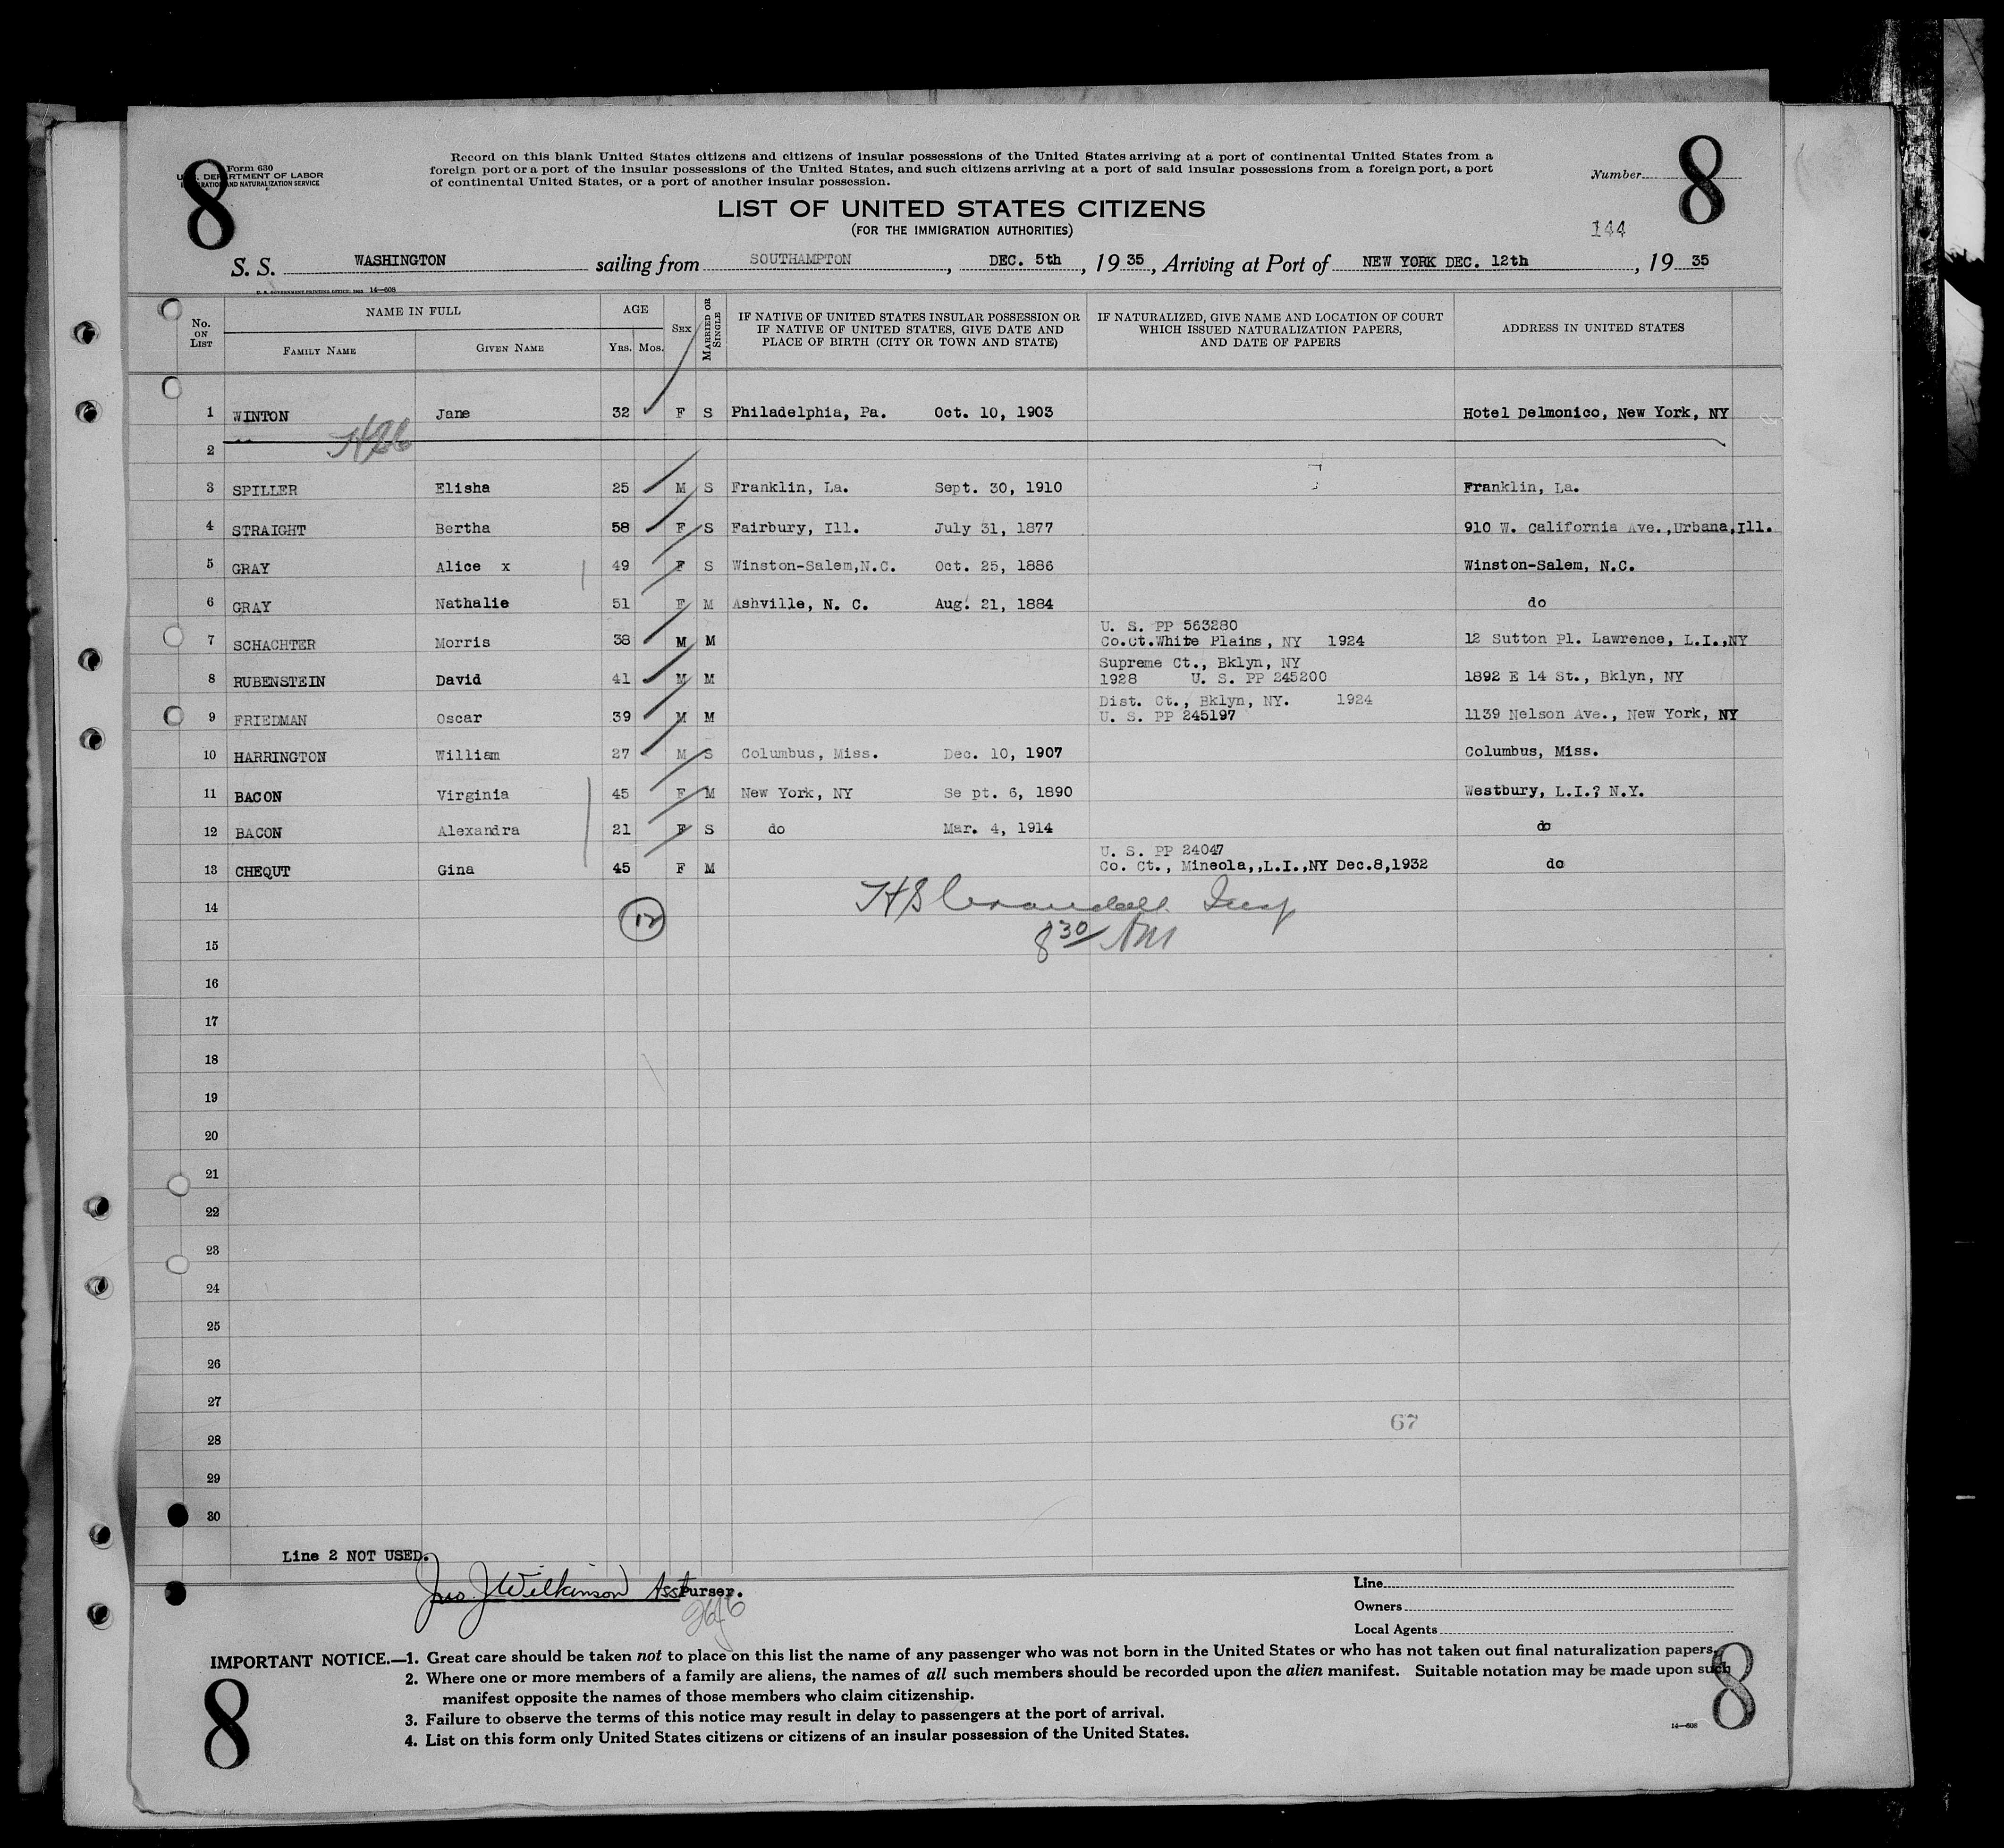 8
Form 630
U.S. DEPARTMENT OF LABOR
IMMIGRATION AND NATURALIZATION SERVICE
Record on this blank United States citizens and citizens of insular possessions of the United States arriving at a port of continental United States from a
foreign port or a port of the insular possessions of the United States, and such citizens arriving at a port of said insular possessions from a foreign port, a port
of continental United States, or a port of another insular possession.
Number
8
LIST OF UNITED STATES CITIZENS
(FOR THE IMMIGRATION AUTHORITIES)
144
S. S. WASHINGTON sailing from SOUTHAMPTON, DEC. 5th, 1935, Arriving at Port of NEW YORK DEC. 12th, 1935
14—608
No. ON LIST
NAME IN FULL
FAMILY NAME
GIVEN NAME
AGE
YRS. MOS.
SEX
MARRIED OR SINGLE
IF NATIVE OF UNITED STATES INSULAR POSSESSION OR
IF NATIVE OF UNITED STATES, GIVE DATE AND
PLACE OF BIRTH (CITY OR TOWN AND STATE)
IF NATURALIZED, GIVE NAME AND LOCATION OF COURT
WHICH ISSUED NATURALIZATION PAPERS,
AND DATE OF PAPERS
ADDRESS IN UNITED STATES
1 WINTON Jane 32 F S Philadelphia, Pa. Oct. 10, 1903 Hotel Delmonico, New York, NY
2
3 SPILLER Elisha 25 M S Franklin, La. Sept. 30, 1910 Franklin, La.
4 STRAIGHT Bertha 58 F S Fairbury, Ill. July 31, 1877 910 W. California Ave.,Urbana,Ill.
5 GRAY Alice x 49 F S Winston-Salem,N.C. Oct. 25, 1886 Winston-Salem, N.C.
6 GRAY Nathalie 51 F M Ashville, N. C. Aug. 21, 1884 do
U. S. PP 563280
7 SCHACHTER Morris 38 M M Co.Ct.White Plains, NY 1924 12 Sutton Pl. Lawrence, L.I.,NY
Supreme Ct., Bklyn, NY
8 RUBENSTEIN David 41 M M 1928 U. S. PP 245200 1892 E 14 St., Bklyn, NY
Dist. Ct., Bklyn, NY. 1924
9 FRIEDMAN Oscar 39 M M U. S. PP 245197 1139 Nelson Ave., New York, NY
10 HARRINGTON William 27 M S Columbus, Miss. Dec. 10, 1907 Columbus, Miss.
11 BACON Virginia 45 F M New York, NY Se pt. 6, 1890 Westbury, L.I.? N.Y.
12 BACON Alexandra 21 F S do Mar. 4, 1914 do
U. S. PP 24047
13 CHEQUT Gina 45 F M Co. Ct., Mineola,,L.I.,NY Dec.8,1932 do
14 H S Crandall Insp
12
15 8 30/ AM
16
17
18
19
20
21
22
23
24
25
26
27
67
28
29
30
Line 2 NOT USED.
Jno. J Wilkinson Asst Purser.
Line
Owners
Local Agents
IMPORTANT NOTICE.—1. Great care should be taken not to place on this list the name of any passenger who was not born in the United States or who has not taken out final naturalization papers.
2. Where one or more members of a family are aliens, the names of all such members should be recorded upon the alien manifest. Suitable notation may be made upon such
manifest opposite the names of those members who claim citizenship.
3. Failure to observe the terms of this notice may result in delay to passengers at the port of arrival.
4. List on this form only United States citizens or citizens of an insular possession of the United States.
14—608
8
8